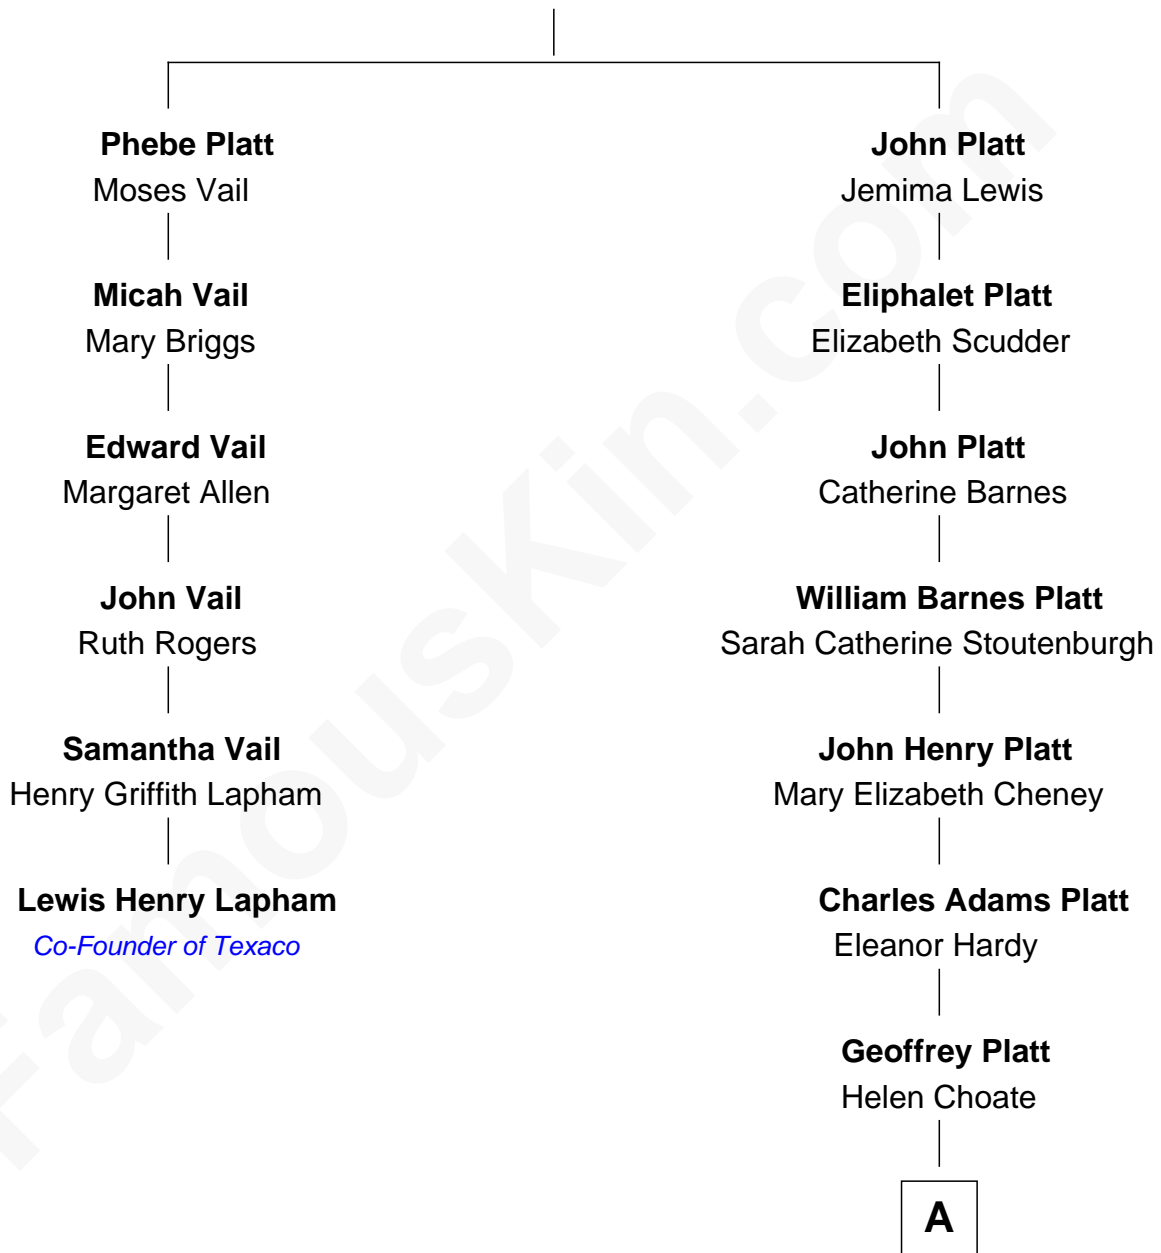 Phebe Platt
Moses Vail
Micah Vail
Mary Briggs
Edward Vail
Margaret Allen
John Vail
Ruth Rogers
Samantha Vail
Henry Griffith Lapham
Lewis Henry Lapham
Co-Founder of Texaco
John Platt
Jemima Lewis
Eliphalet Platt
Elizabeth Scudder
John Platt
Catherine Barnes
William Barnes Platt
Sarah Catherine Stoutenburgh
John Henry Platt
Mary Elizabeth Cheney
Charles Adams Platt
Eleanor Hardy
Geoffrey Platt
Helen Choate
A
FamousKin.com